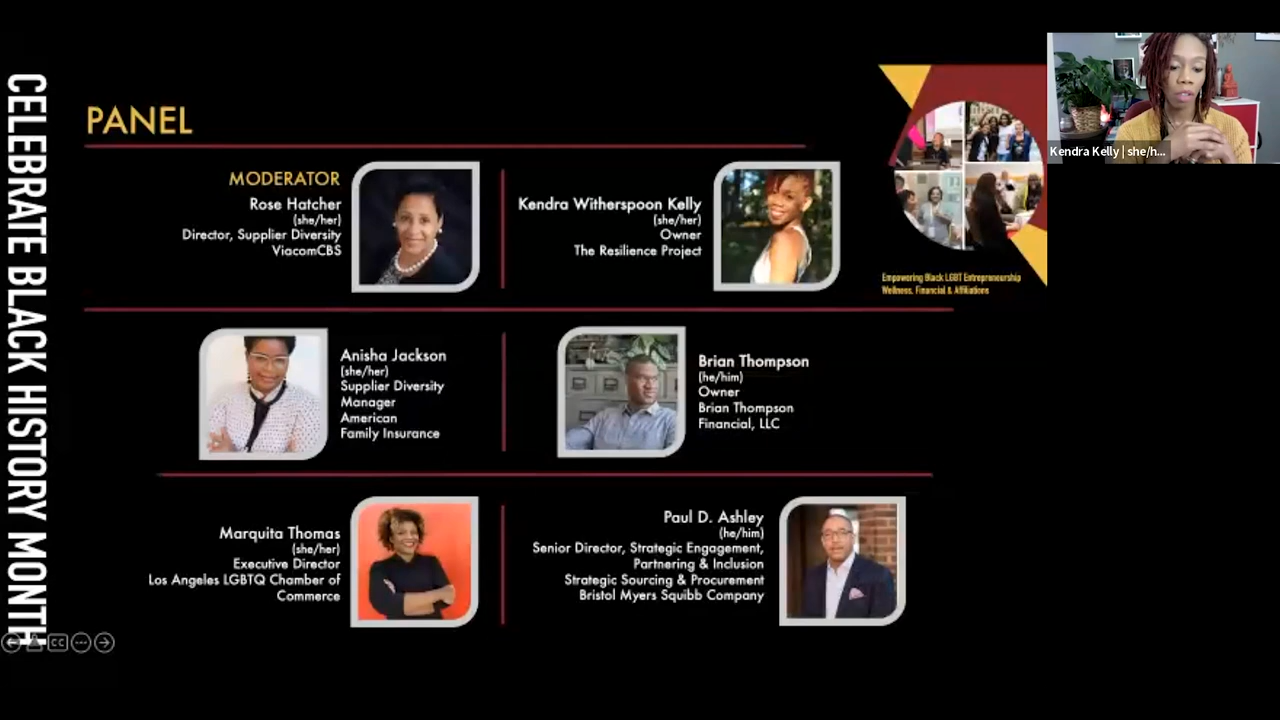 CELEBRATE BLACK HISTORY MONTH
PANEL
MODERATOR
Rose Hatcher
(she/her)
Director, Supplier Diversity
ViacomCBS
Kendra Witherspoon Kelly
(she/her)
Owner
The Resilience Project
Empowering Black LGBT Entrepreneurship
Wellness, Financial & Affiliations
Kendra Kelly | she/h...
Anisha Jackson
(she/her)
Supplier Diversity
Manager
American
Family Insurance
Brian Thompson
(he/him)
Owner
Brian Thompson
Financial, LLC
Marquita Thomas
(she/her)
Executive Director
Los Angeles LGBTQ Chamber of
Commerce
Paul D. Ashley
(he/him)
Senior Director, Strategic Engagement,
Partnering & Inclusion
Strategic Sourcing & Procurement
Bristol Myers Squibb Company
CC